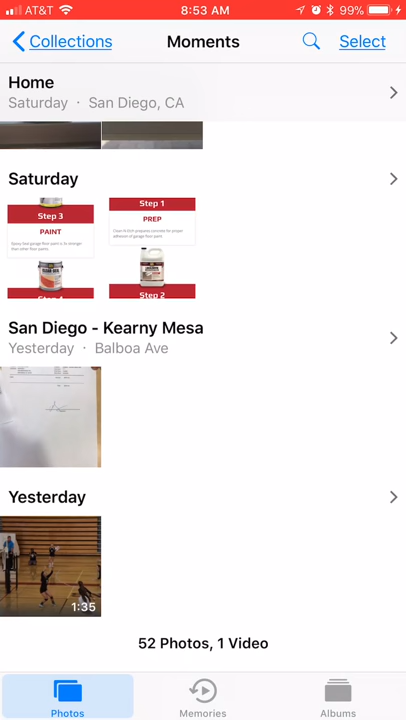 AT&T 8:53 AM 99%
Collections Moments Select
Home
Saturday · San Diego, CA
Saturday
Step 3
PAINT
Step 1
PREP
Step 2
San Diego - Kearny Mesa
Yesterday · Balboa Ave
Yesterday
1:35
52 Photos, 1 Video
Photos Memories Albums